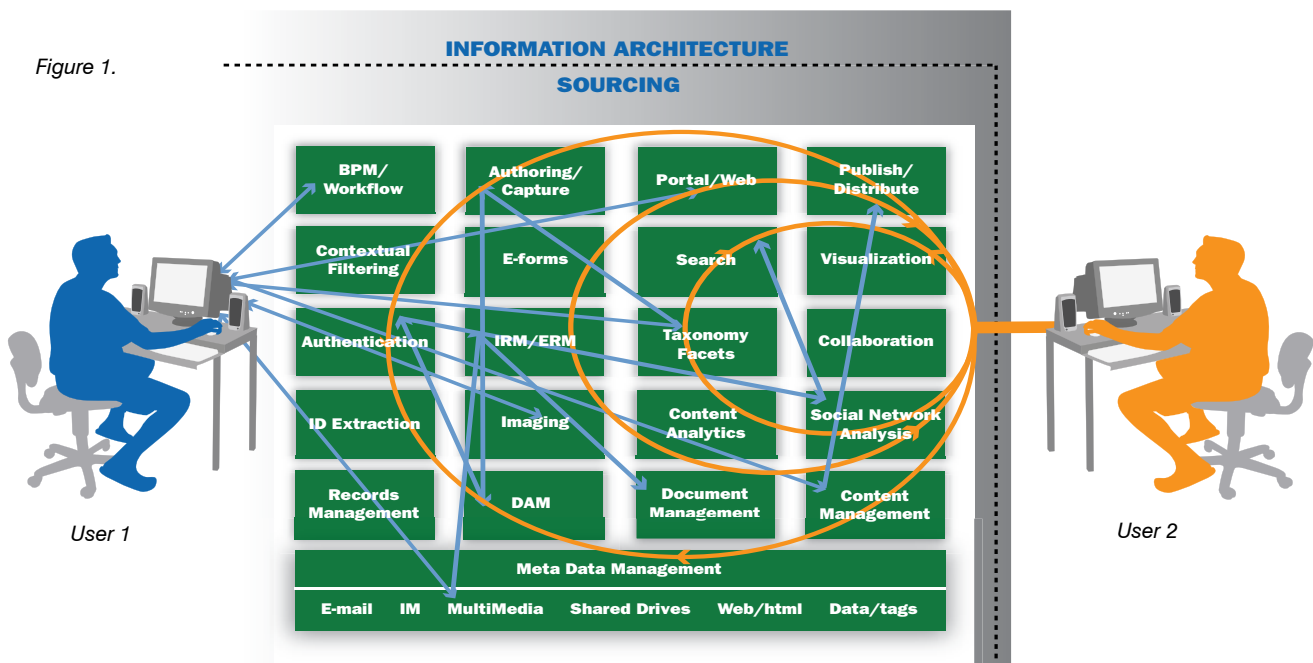 INFORMATION ARCHITECTURE
Figure 1.
SOURCING
BPM/
Workflow
Authoring/
Capture
Portal/Web
Publish/
Distribute
Contextual
Filtering
E-forms
Search
Visualization
Authentication
IRM/ERM
Taxonomy
Facets
Collaboration
ID Extraction
Imaging
Content
Analytics
Social Network
Analysis
Records
Management
DAM
Document
Management
Content
Management
User 1
User 2
Meta Data Management
E-mail IM MultiMedia Shared Drives Web/html Data/tags